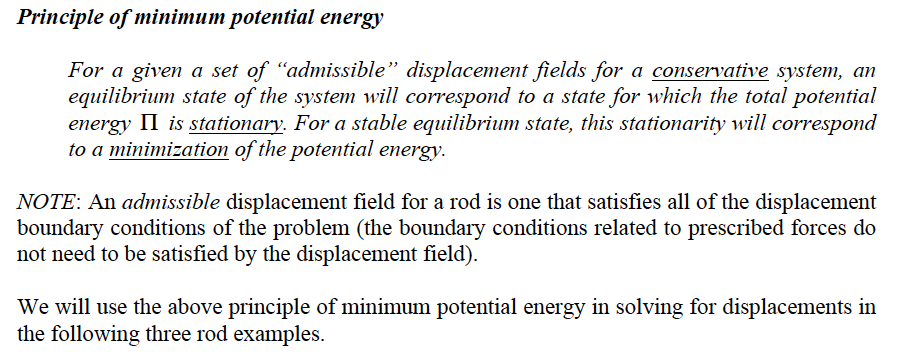 Principle of minimum potential energy
For a given a set of “admissible” displacement fields for a conservative system, an
equilibrium state of the system will correspond to a state for which the total potential
energy Π is stationary. For a stable equilibrium state, this stationarity will correspond
to a minimization of the potential energy.
NOTE: An admissible displacement field for a rod is one that satisfies all of the displacement
boundary conditions of the problem (the boundary conditions related to prescribed forces do
not need to be satisfied by the displacement field).
We will use the above principle of minimum potential energy in solving for displacements in
the following three rod examples.